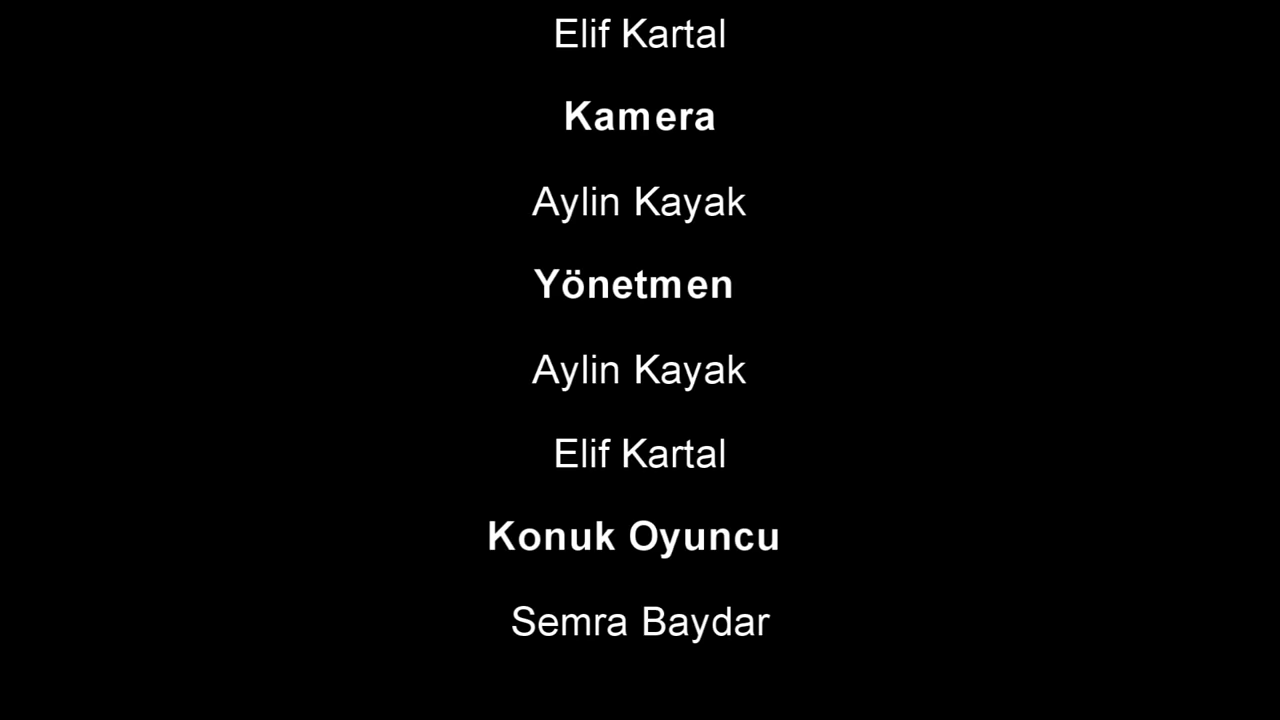 Elif Kartal
Kamera
Aylin Kayak
Yönetmen
Aylin Kayak
Elif Kartal
Konuk Oyuncu
Semra Baydar